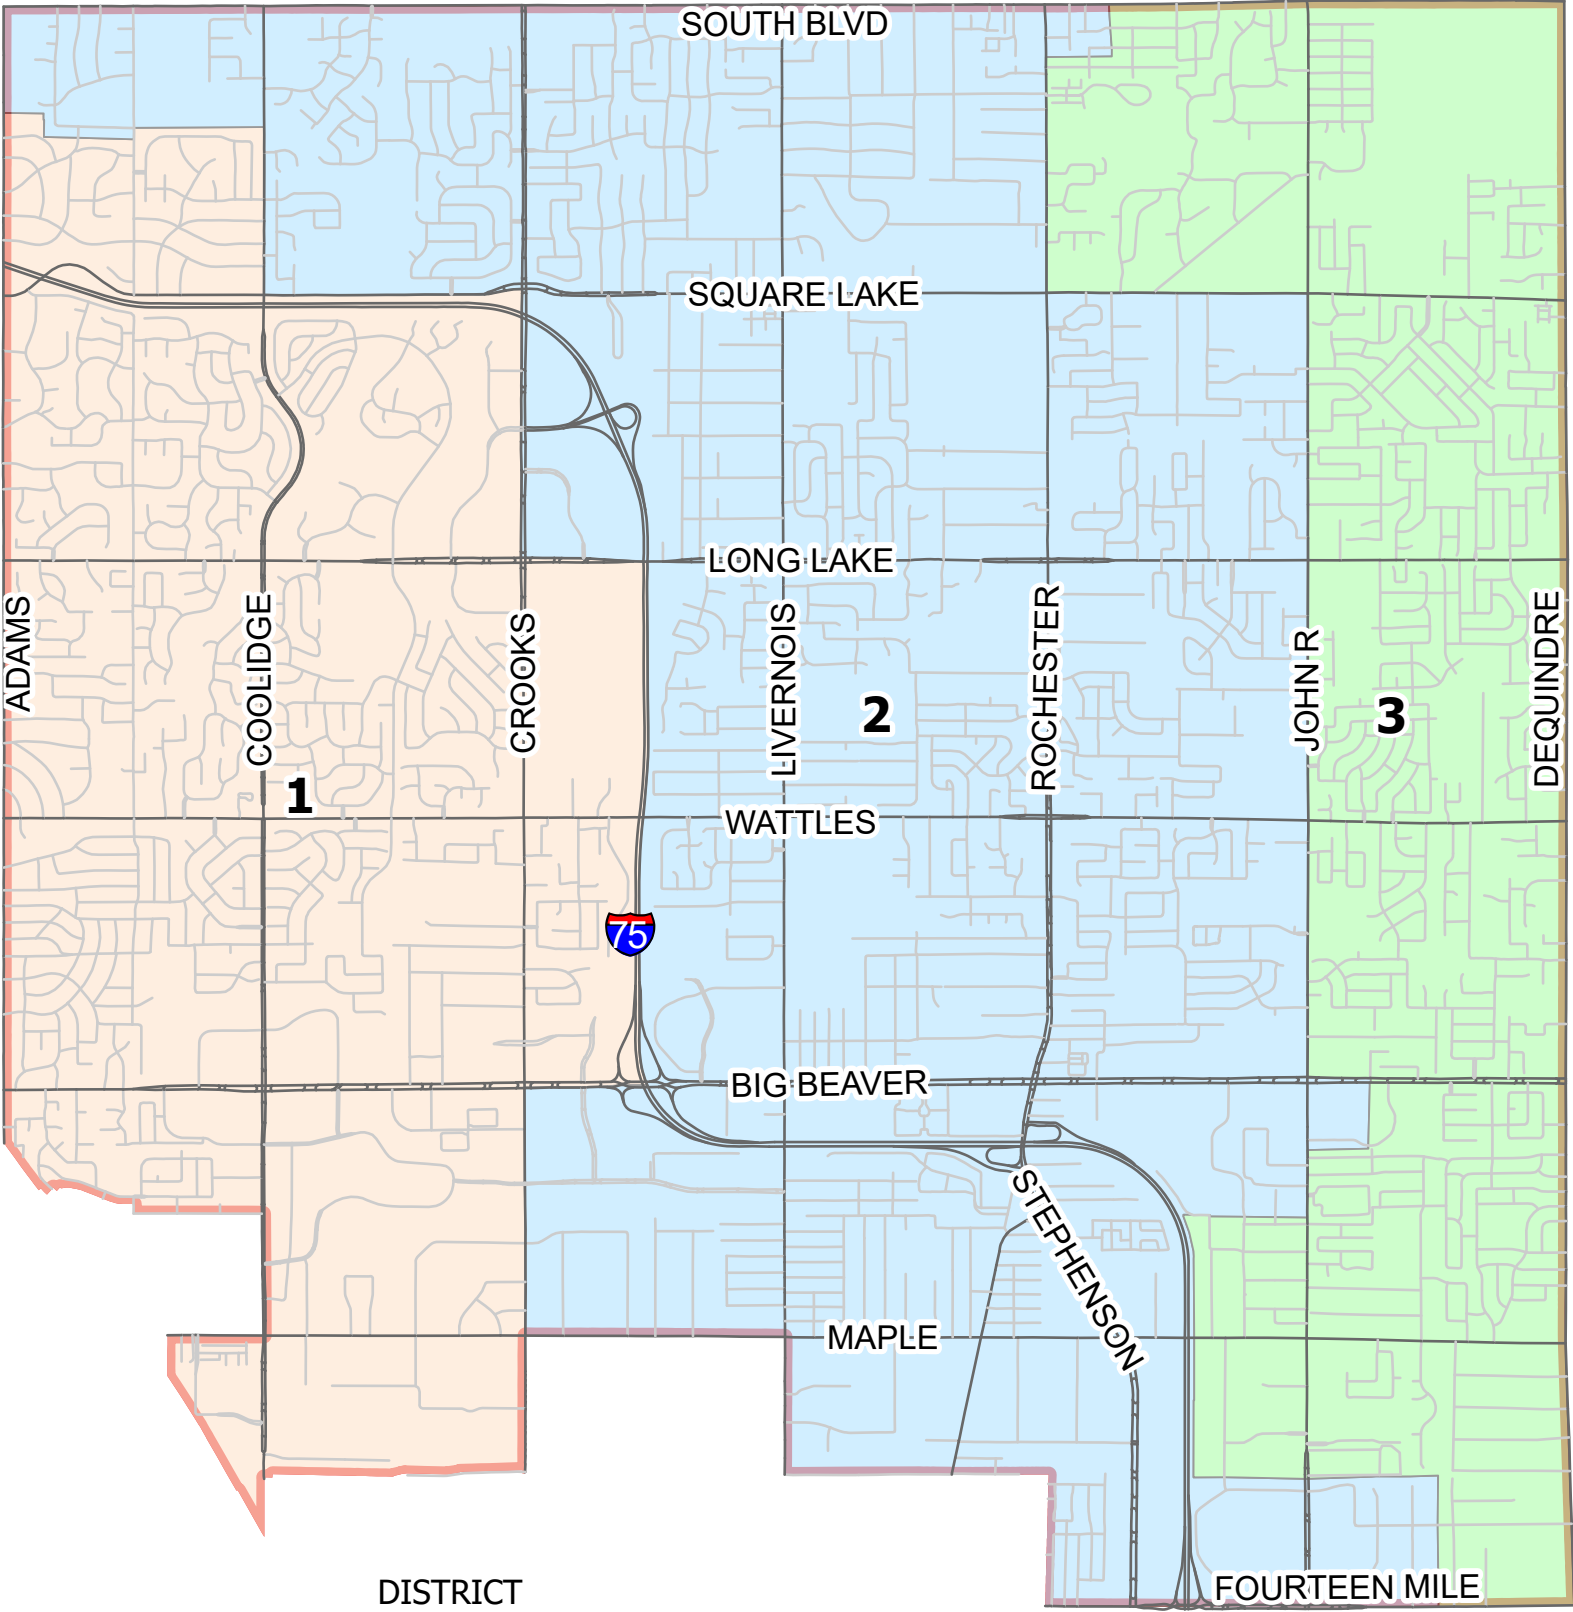 SOUTH BLVD
SQUARE LAKE
LONG LAKE
ADAMS
COOLIDGE
CROOKS
LIVERNOIS
ROCHESTER
JOHN R
DEQUINDRE
2
3
1
WATTLES
75
BIG BEAVER
STEPHENSON
MAPLE
FOURTEEN MILE
DISTRICT